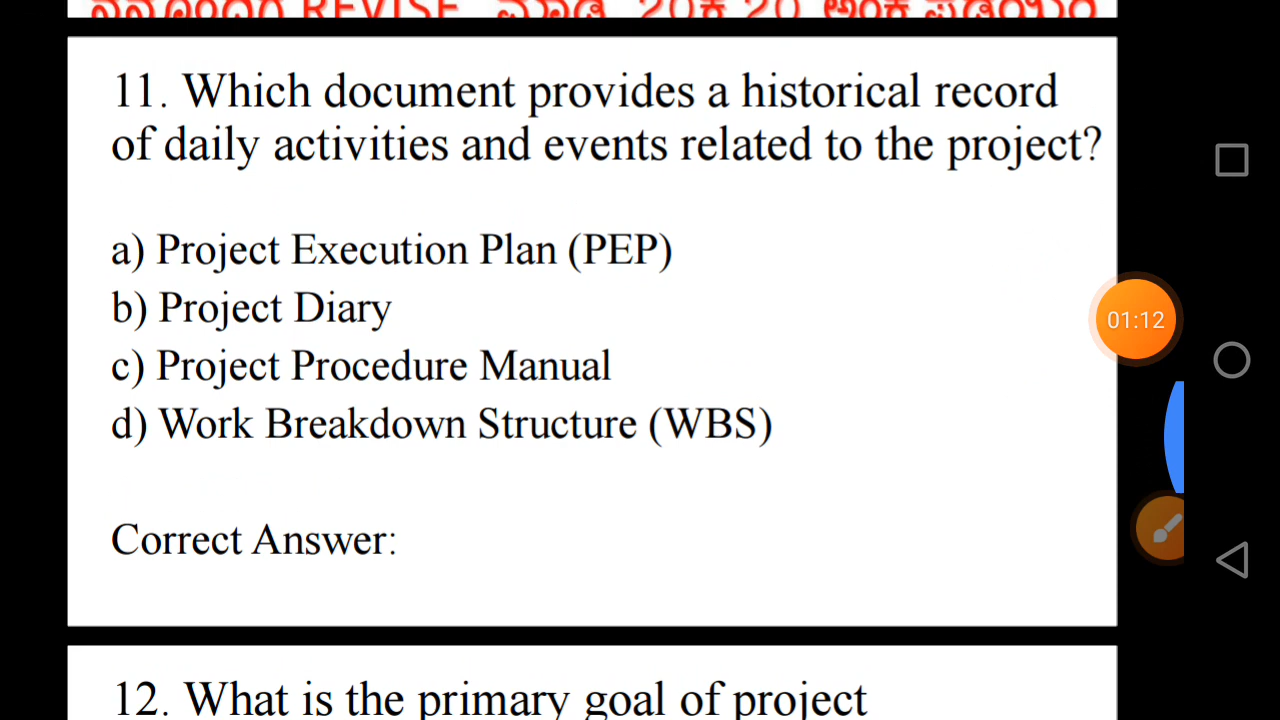 REVISE
11. Which document provides a historical record
of daily activities and events related to the project?
a) Project Execution Plan (PEP)
b) Project Diary
c) Project Procedure Manual
d) Work Breakdown Structure (WBS)
Correct Answer:
12. What is the primary goal of project
01:12